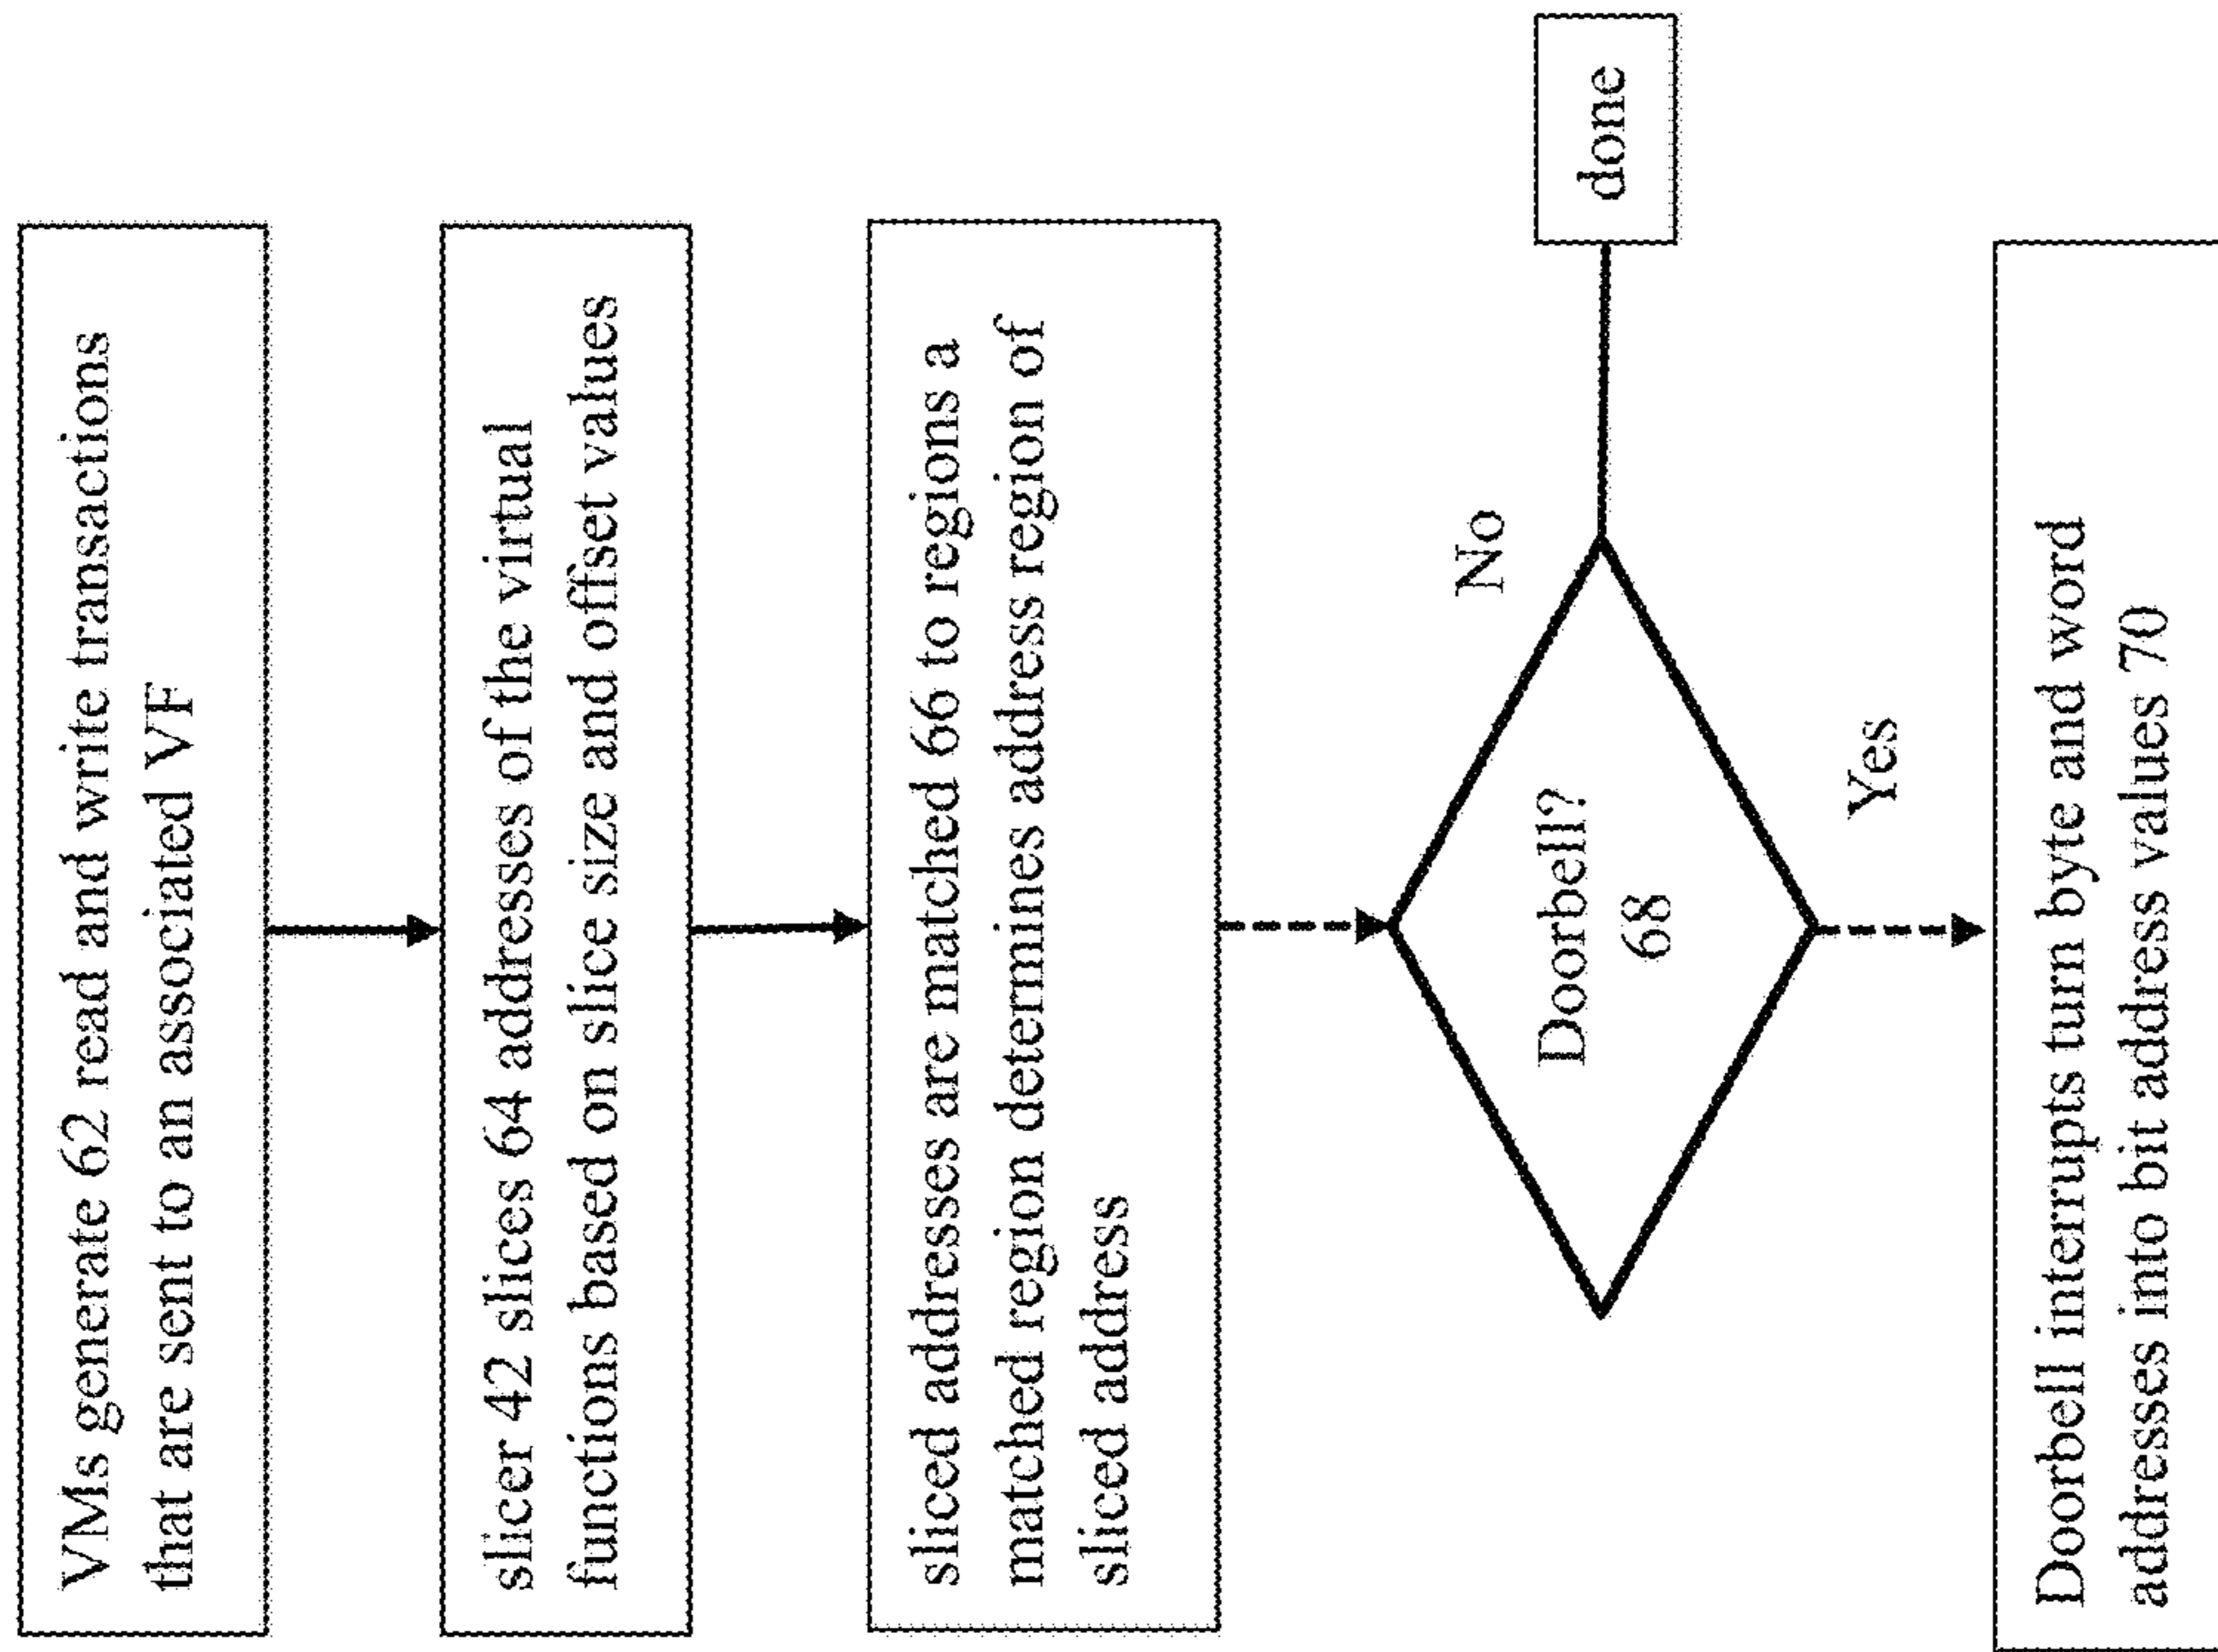 VMs generate 62 read and write transactions
that are sent to an associated VF
slicer 42 slices 64 addresses of the virtual
functions based on slice size and offset values
sliced addresses are matched 66 to regions a
matched region determines address region of
sliced address
Doorbell?
68
No
done
Yes
Doorbell interrupts turn byte and word
addresses into bit address values 70